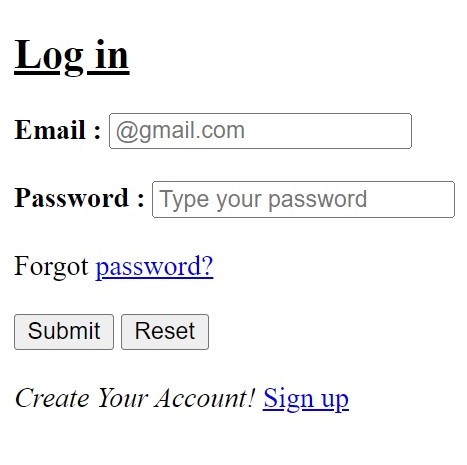 Log in
Email : @gmail.com
Password : Type your password
Forgot password?
Submit Reset
Create Your Account! Sign up